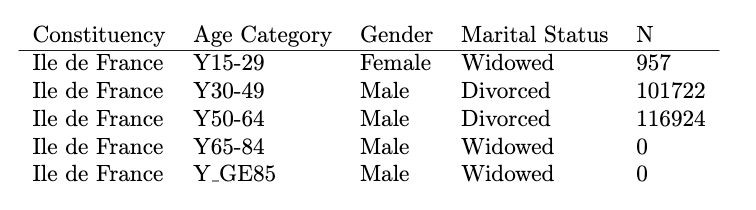 Constituency Age Category Gender Marital Status N
Ile de France Y15-29 Female Widowed 957
Ile de France Y30-49 Male Divorced 101722
Ile de France Y50-64 Male Divorced 116924
Ile de France Y65-84 Male Widowed 0
Ile de France Y_GE85 Male Widowed 0